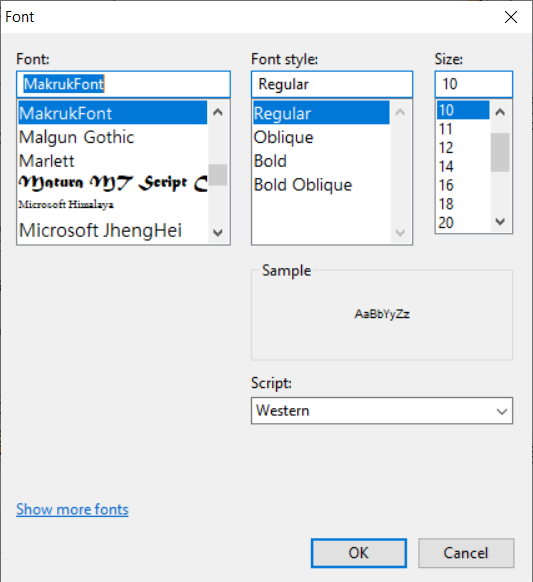 Font
Font:
MakrukFont
MakrukFont
Malgun Gothic
Marlett
Matura MT Script C
Microsoft Himalaya
Microsoft JhengHei
Font style:
Regular
Regular
Oblique
Bold
Bold Oblique
Size:
10
10
11
12
14
16
18
20
Sample
AaBbYyZz
Script:
Western
Show more fonts
OK
Cancel